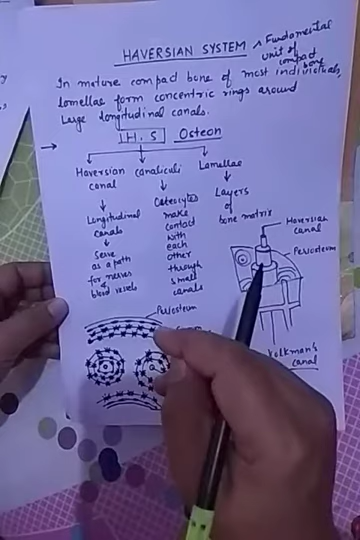 HAVERSIAN SYSTEM
Fundamental
unit of
compact
bone
In mature compad bone of most individuals,
lamellae form concentric rings around
Large longitudinal canals.
H.S Osteon
Haversian canal
canaliculi
Lamellae
Longitudinal
canals
Serve
as a path
for nerves
& blood vessels
Osteocytes
make
contact
with
each
other
through
small
canals
Layers
of
bone matrix
Haversian
canal
Periosteum
Volkman's
canal
Periosteum